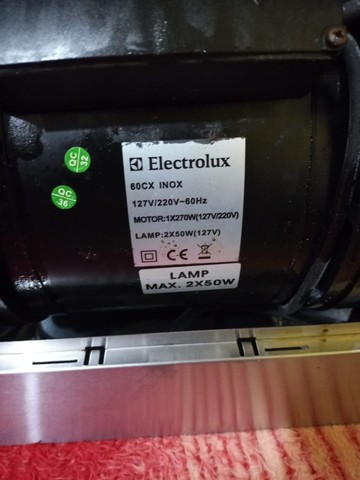 QC
32
QC
36
Electrolux
60CX INOX
127V/220V~60Hz
MOTOR:1X270W(127V/220V)
LAMP:2X50W(127V)
CE
LAMP
MAX. 2X50W